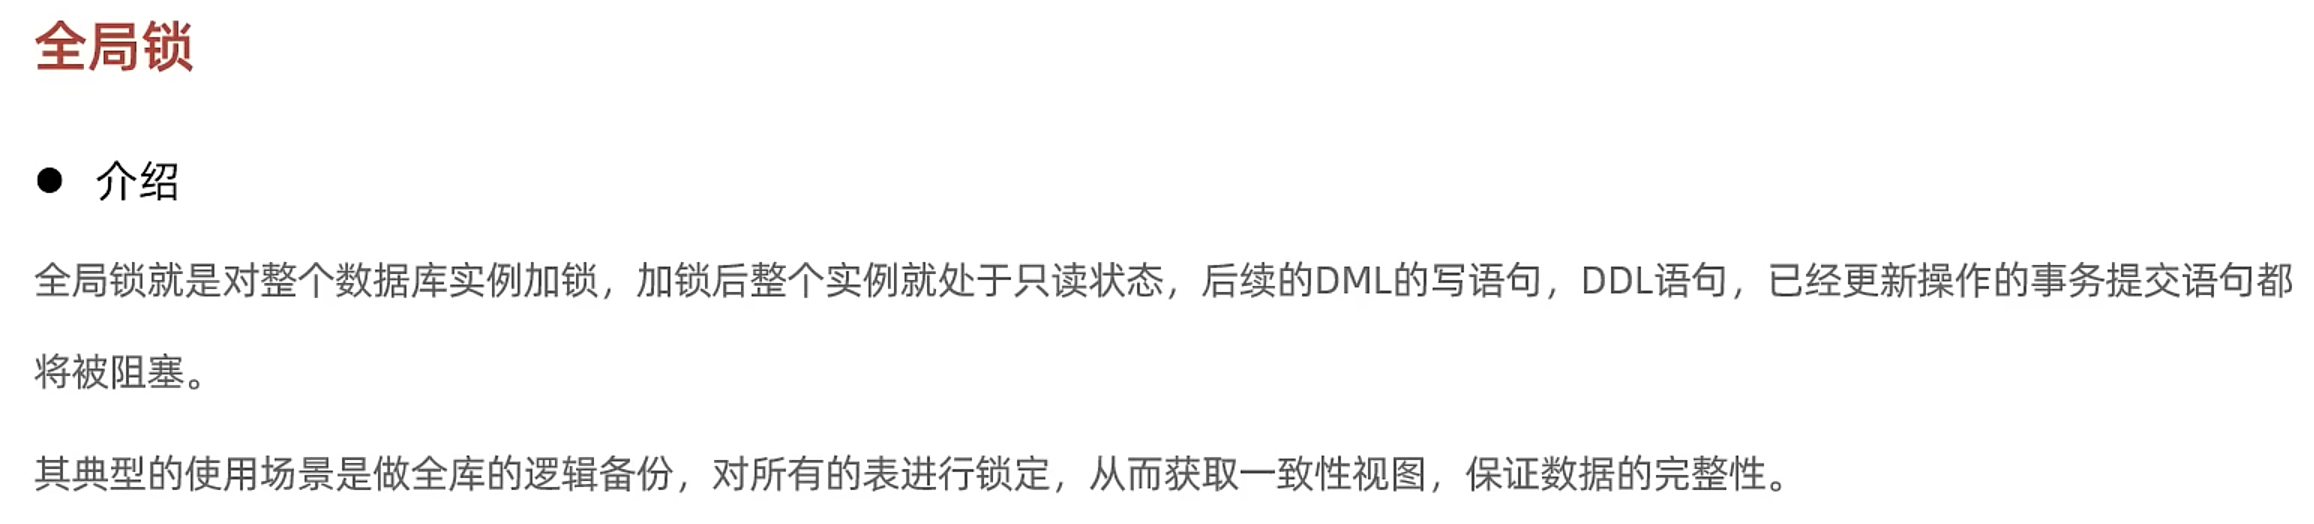 全局锁
● 介绍
全局锁就是对整个数据库实例加锁，加锁后整个实例就处于只读状态，后续的DML的写语句，DDL语句，已经更新操作的事务提交语句都
将被阻塞。
其典型的使用场景是做全库的逻辑备份，对所有的表进行锁定，从而获取一致性视图，保证数据的完整性。